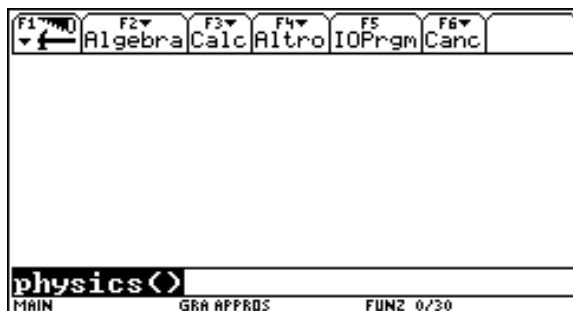 F1 F2 F3 F4 F5 F6
Algebra Calc Altro IOPrgm Canc
physics()
MAIN GRA APPROS FUNZ 0/30